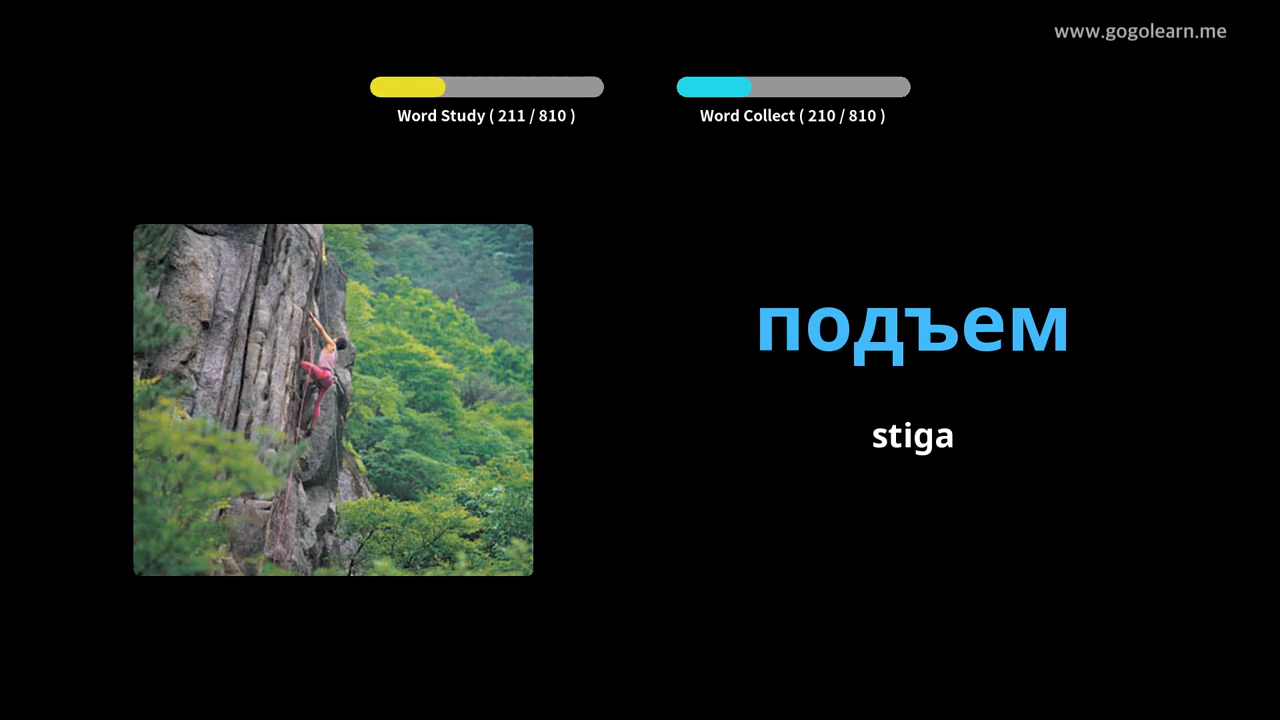 www.gogolearn.me
Word Study ( 211 / 810 )
Word Collect ( 210 / 810 )
подъем
stiga